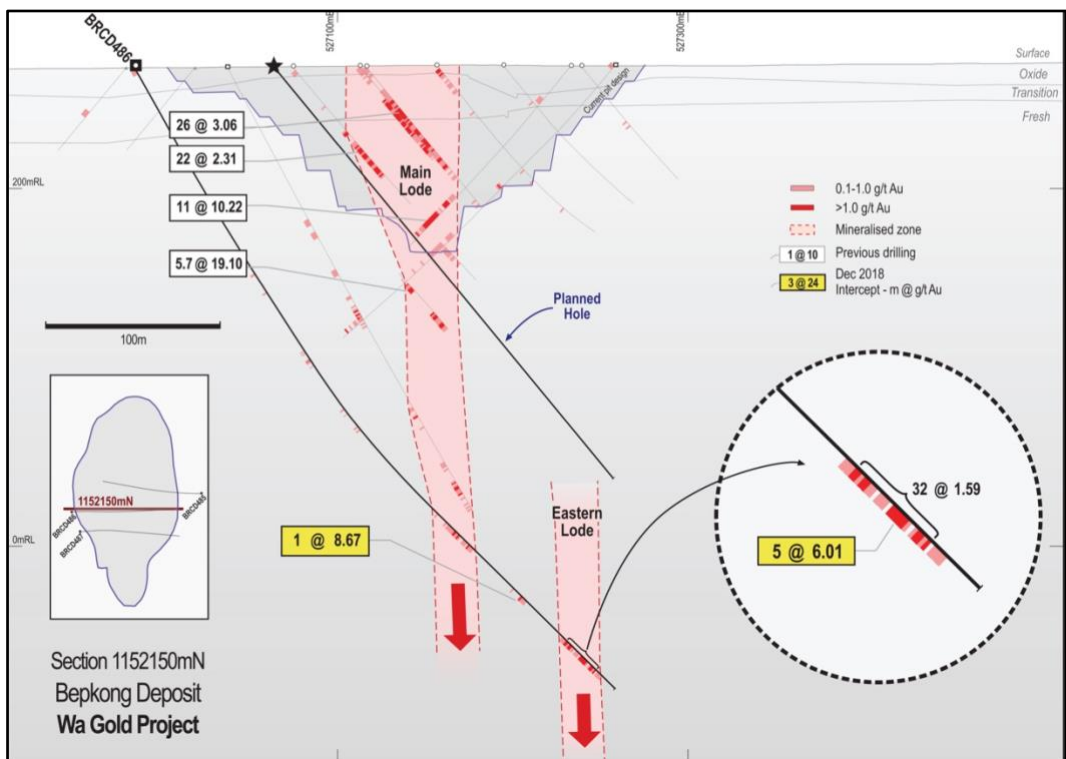 527100mE
527300mE
BRCD486
Surface
Oxide
Transition
Fresh
Current pit design
26 @ 3.06
22 @ 2.31
11 @ 10.22
5.7 @ 19.10
Main
Lode
200mRL
0.1-1.0 g/t Au
>1.0 g/t Au
Mineralised zone
1 @ 10 Previous drilling
3 @ 24 Dec 2018
Intercept - m @ g/t Au
Planned
Hole
100m
1152150mN
BRCD486
BRCD487
0mRL
1 @ 8.67
Eastern
Lode
32 @ 1.59
5 @ 6.01
Section 1152150mN
Bepkong Deposit
Wa Gold Project